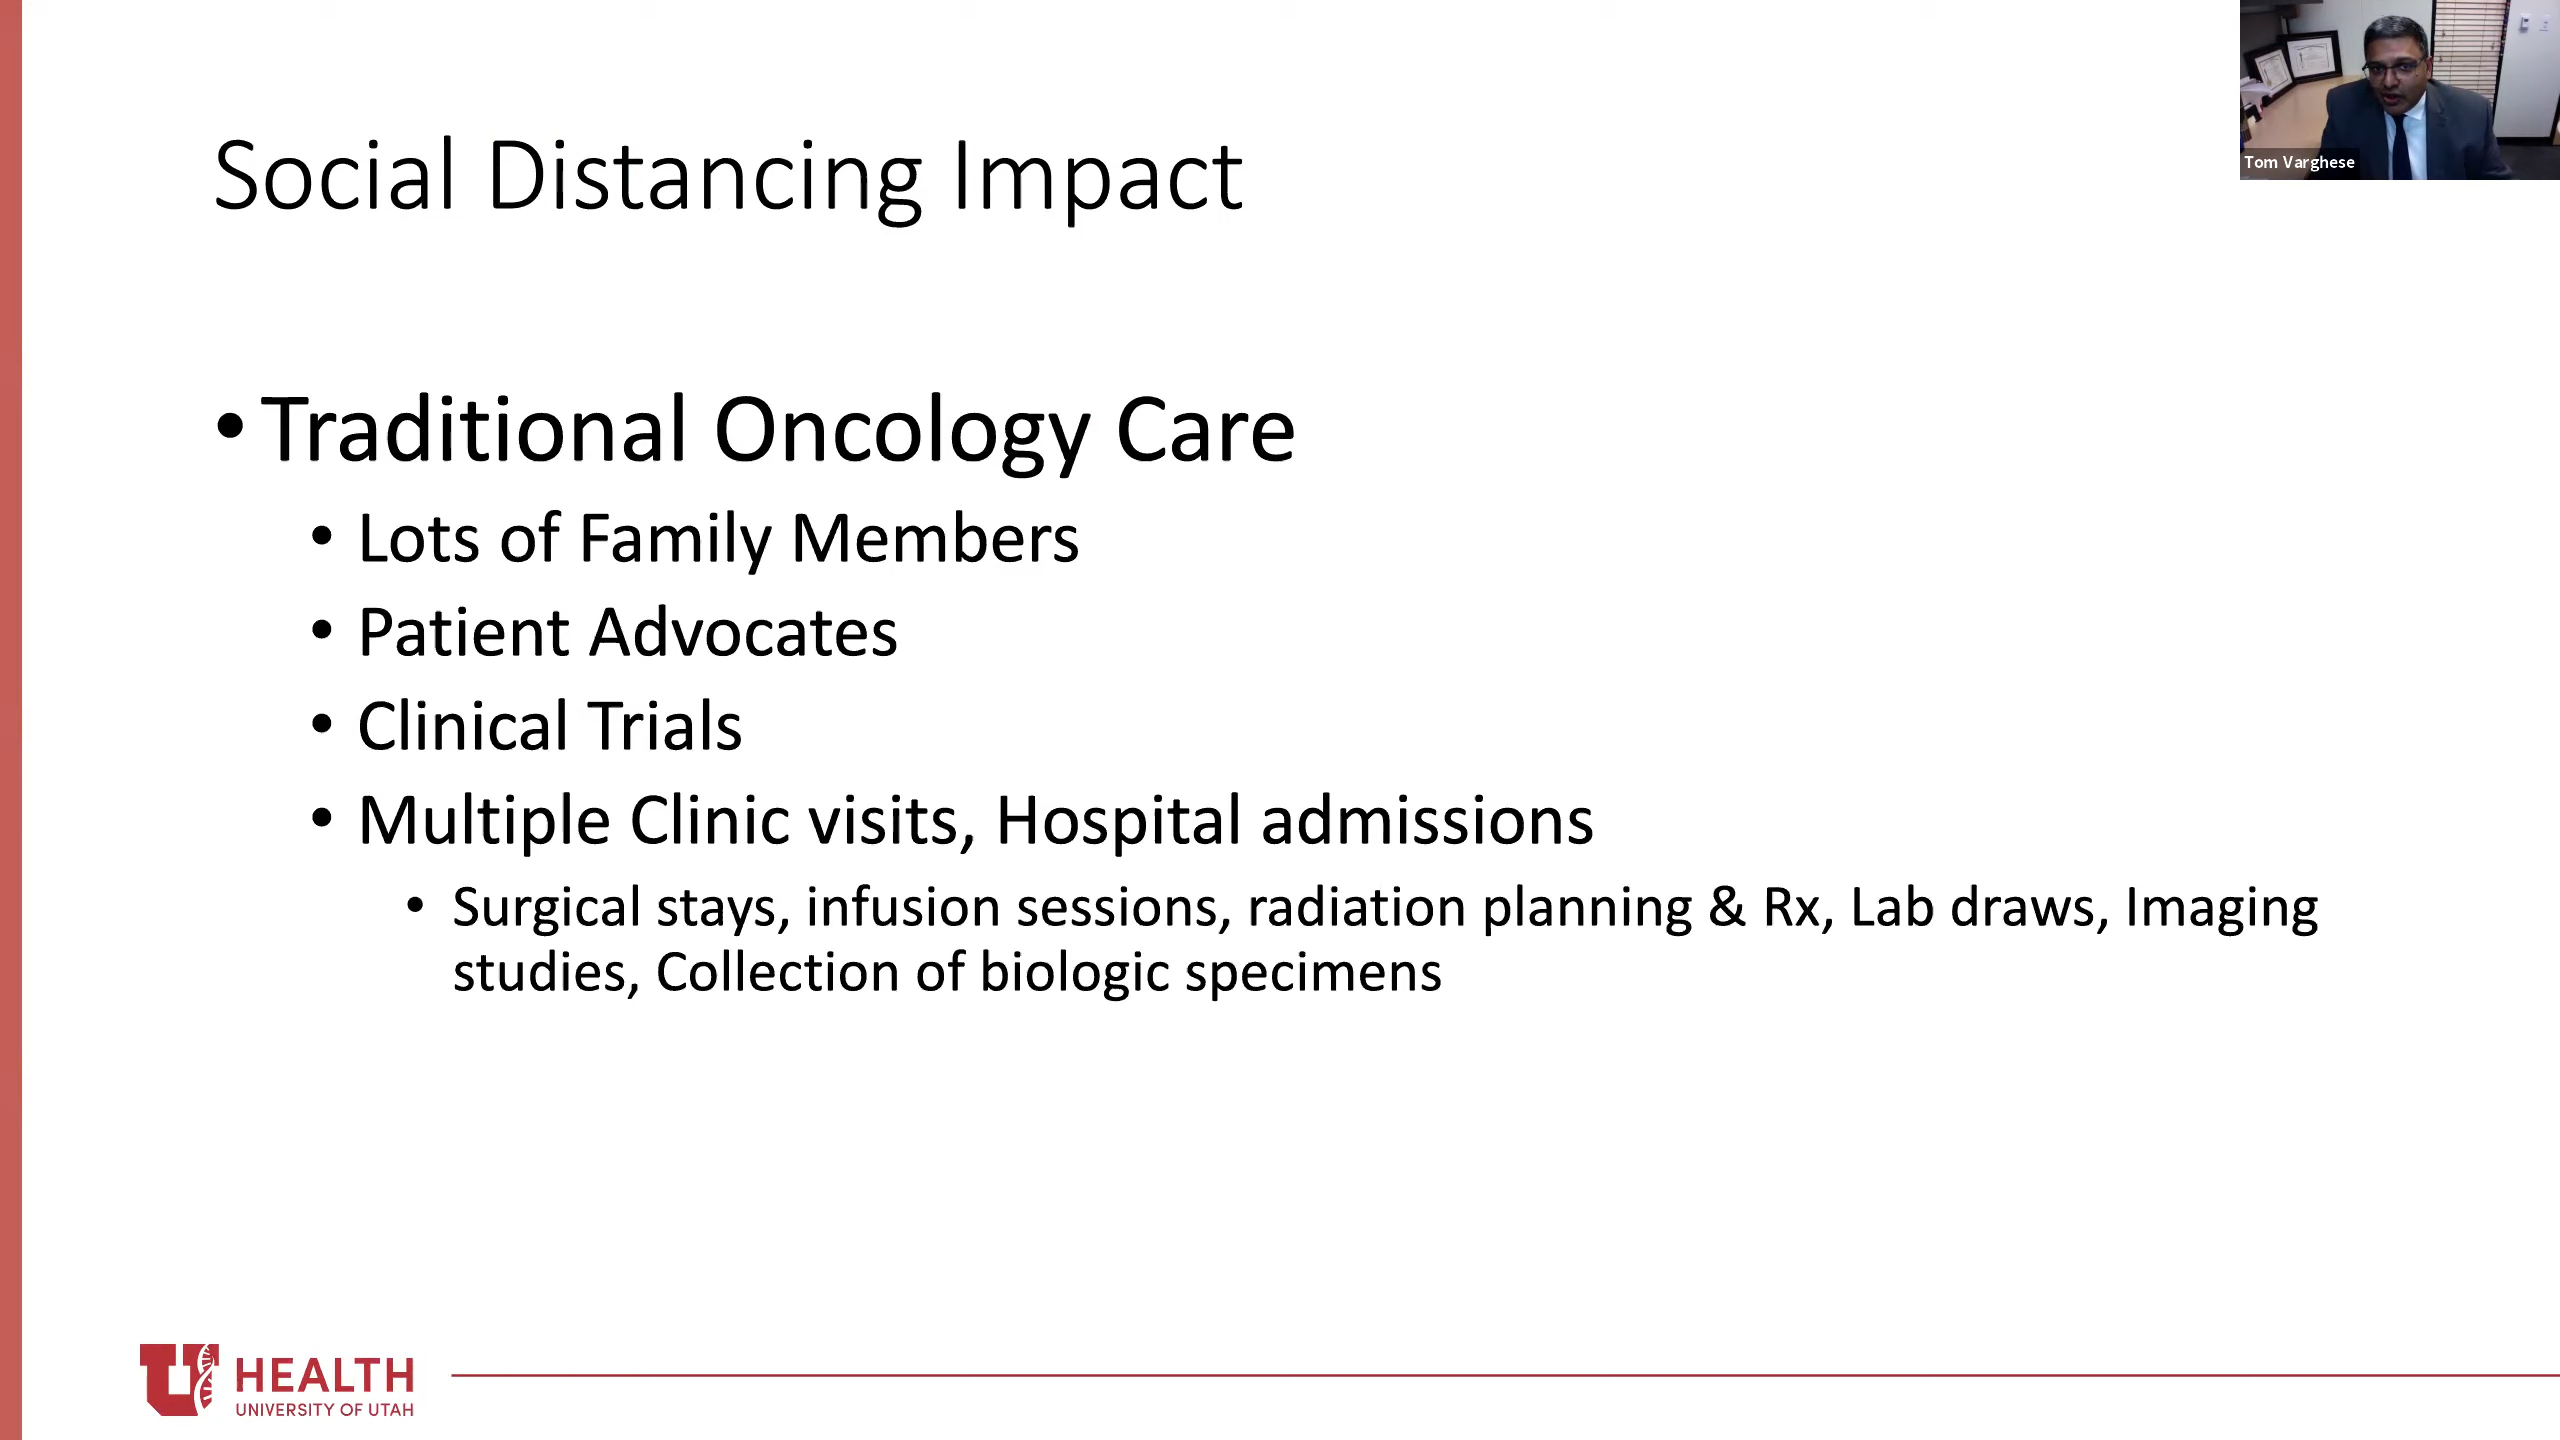 Tom Varghese
Social Distancing Impact
• Traditional Oncology Care
• Lots of Family Members
• Patient Advocates
• Clinical Trials
• Multiple Clinic visits, Hospital admissions
• Surgical stays, infusion sessions, radiation planning & Rx, Lab draws, Imaging
studies, Collection of biologic specimens
U HEALTH
UNIVERSITY OF UTAH